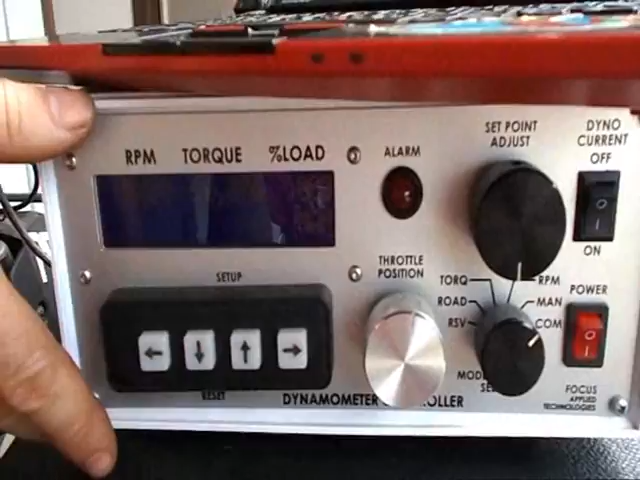 RPM TORQUE %LOAD
ALARM
SET POINT
ADJUST
DYNO
CURRENT
OFF
ON
SETUP
RESET
THROTTLE
POSITION
TORQ
ROAD
RSV
RPM
MAN
COM
POWER
DYNAMOMETER
FOCUS
APPLIED
TECHNOLOGIES